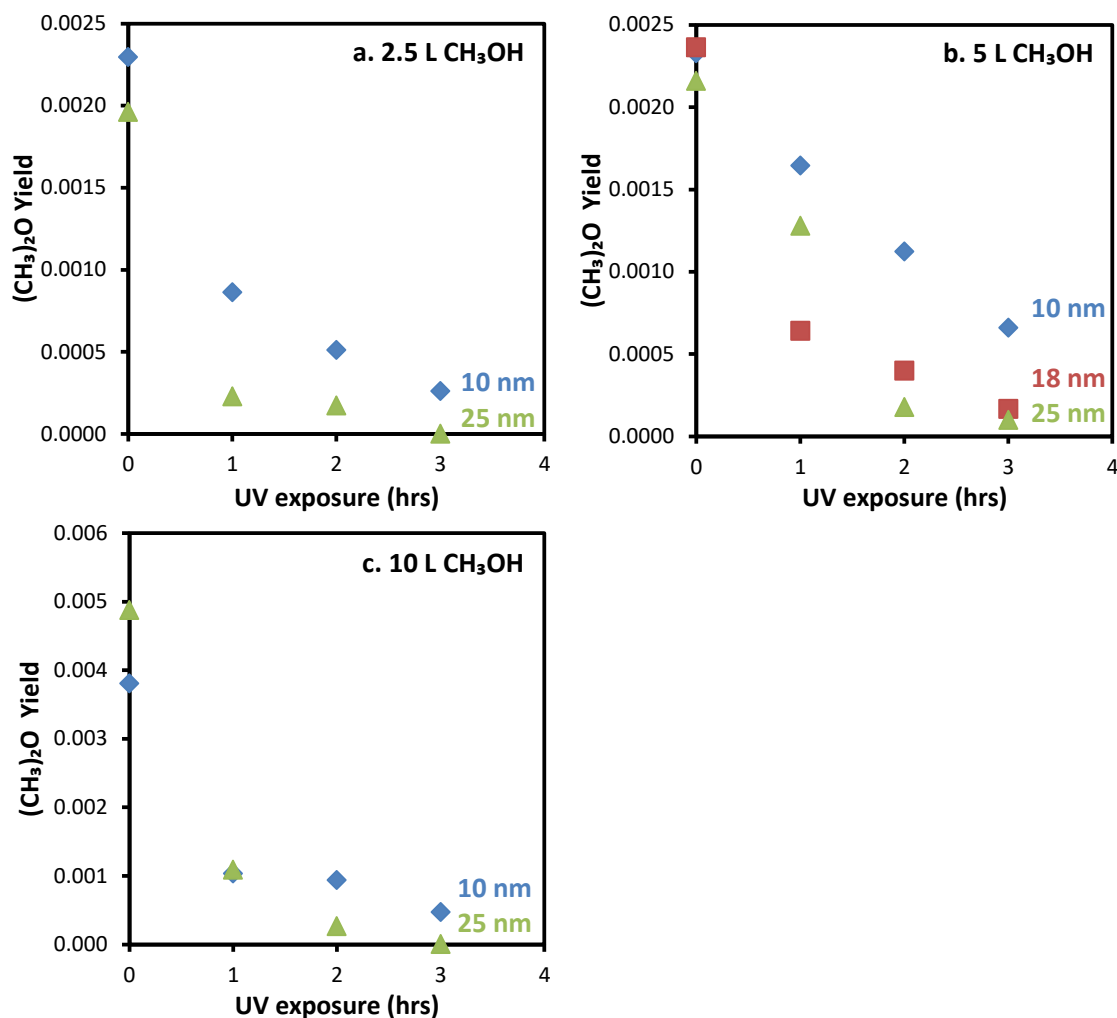 a. 2.5 L CH₃OH
(CH₃)₂O Yield
0.0025
0.0020
0.0015
0.0010
0.0005
0.0000
10 nm
25 nm
0 1 2 3 4
UV exposure (hrs)
b. 5 L CH₃OH
(CH₃)₂O Yield
0.0025
0.0020
0.0015
0.0010
0.0005
0.0000
10 nm
18 nm
25 nm
0 1 2 3 4
UV exposure (hrs)
c. 10 L CH₃OH
(CH₃)₂O Yield
0.006
0.005
0.004
0.003
0.002
0.001
0.000
10 nm
25 nm
0 1 2 3 4
UV exposure (hrs)